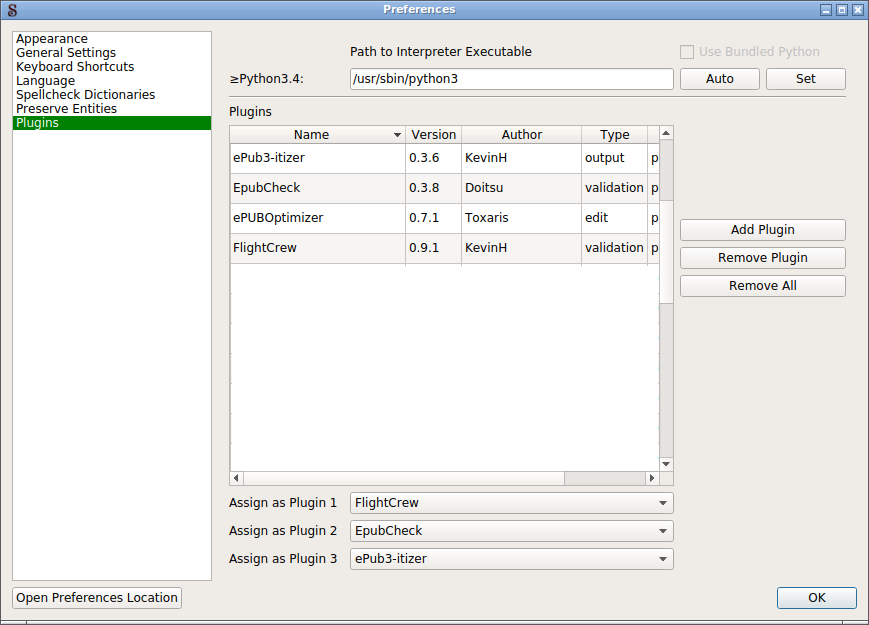 Preferences
Appearance
General Settings
Keyboard Shortcuts
Language
Spellcheck Dictionaries
Preserve Entities
Plugins
Path to Interpreter Executable
Use Bundled Python
≥Python3.4:
/usr/sbin/python3
Auto
Set
Plugins
Name Version Author Type
ePub3-itizer 0.3.6 KevinH output p
EpubCheck 0.3.8 Doitsu validation p
ePUBOptimizer 0.7.1 Toxaris edit p
FlightCrew 0.9.1 KevinH validation p
Add Plugin
Remove Plugin
Remove All
Assign as Plugin 1 FlightCrew
Assign as Plugin 2 EpubCheck
Assign as Plugin 3 ePub3-itizer
Open Preferences Location
OK